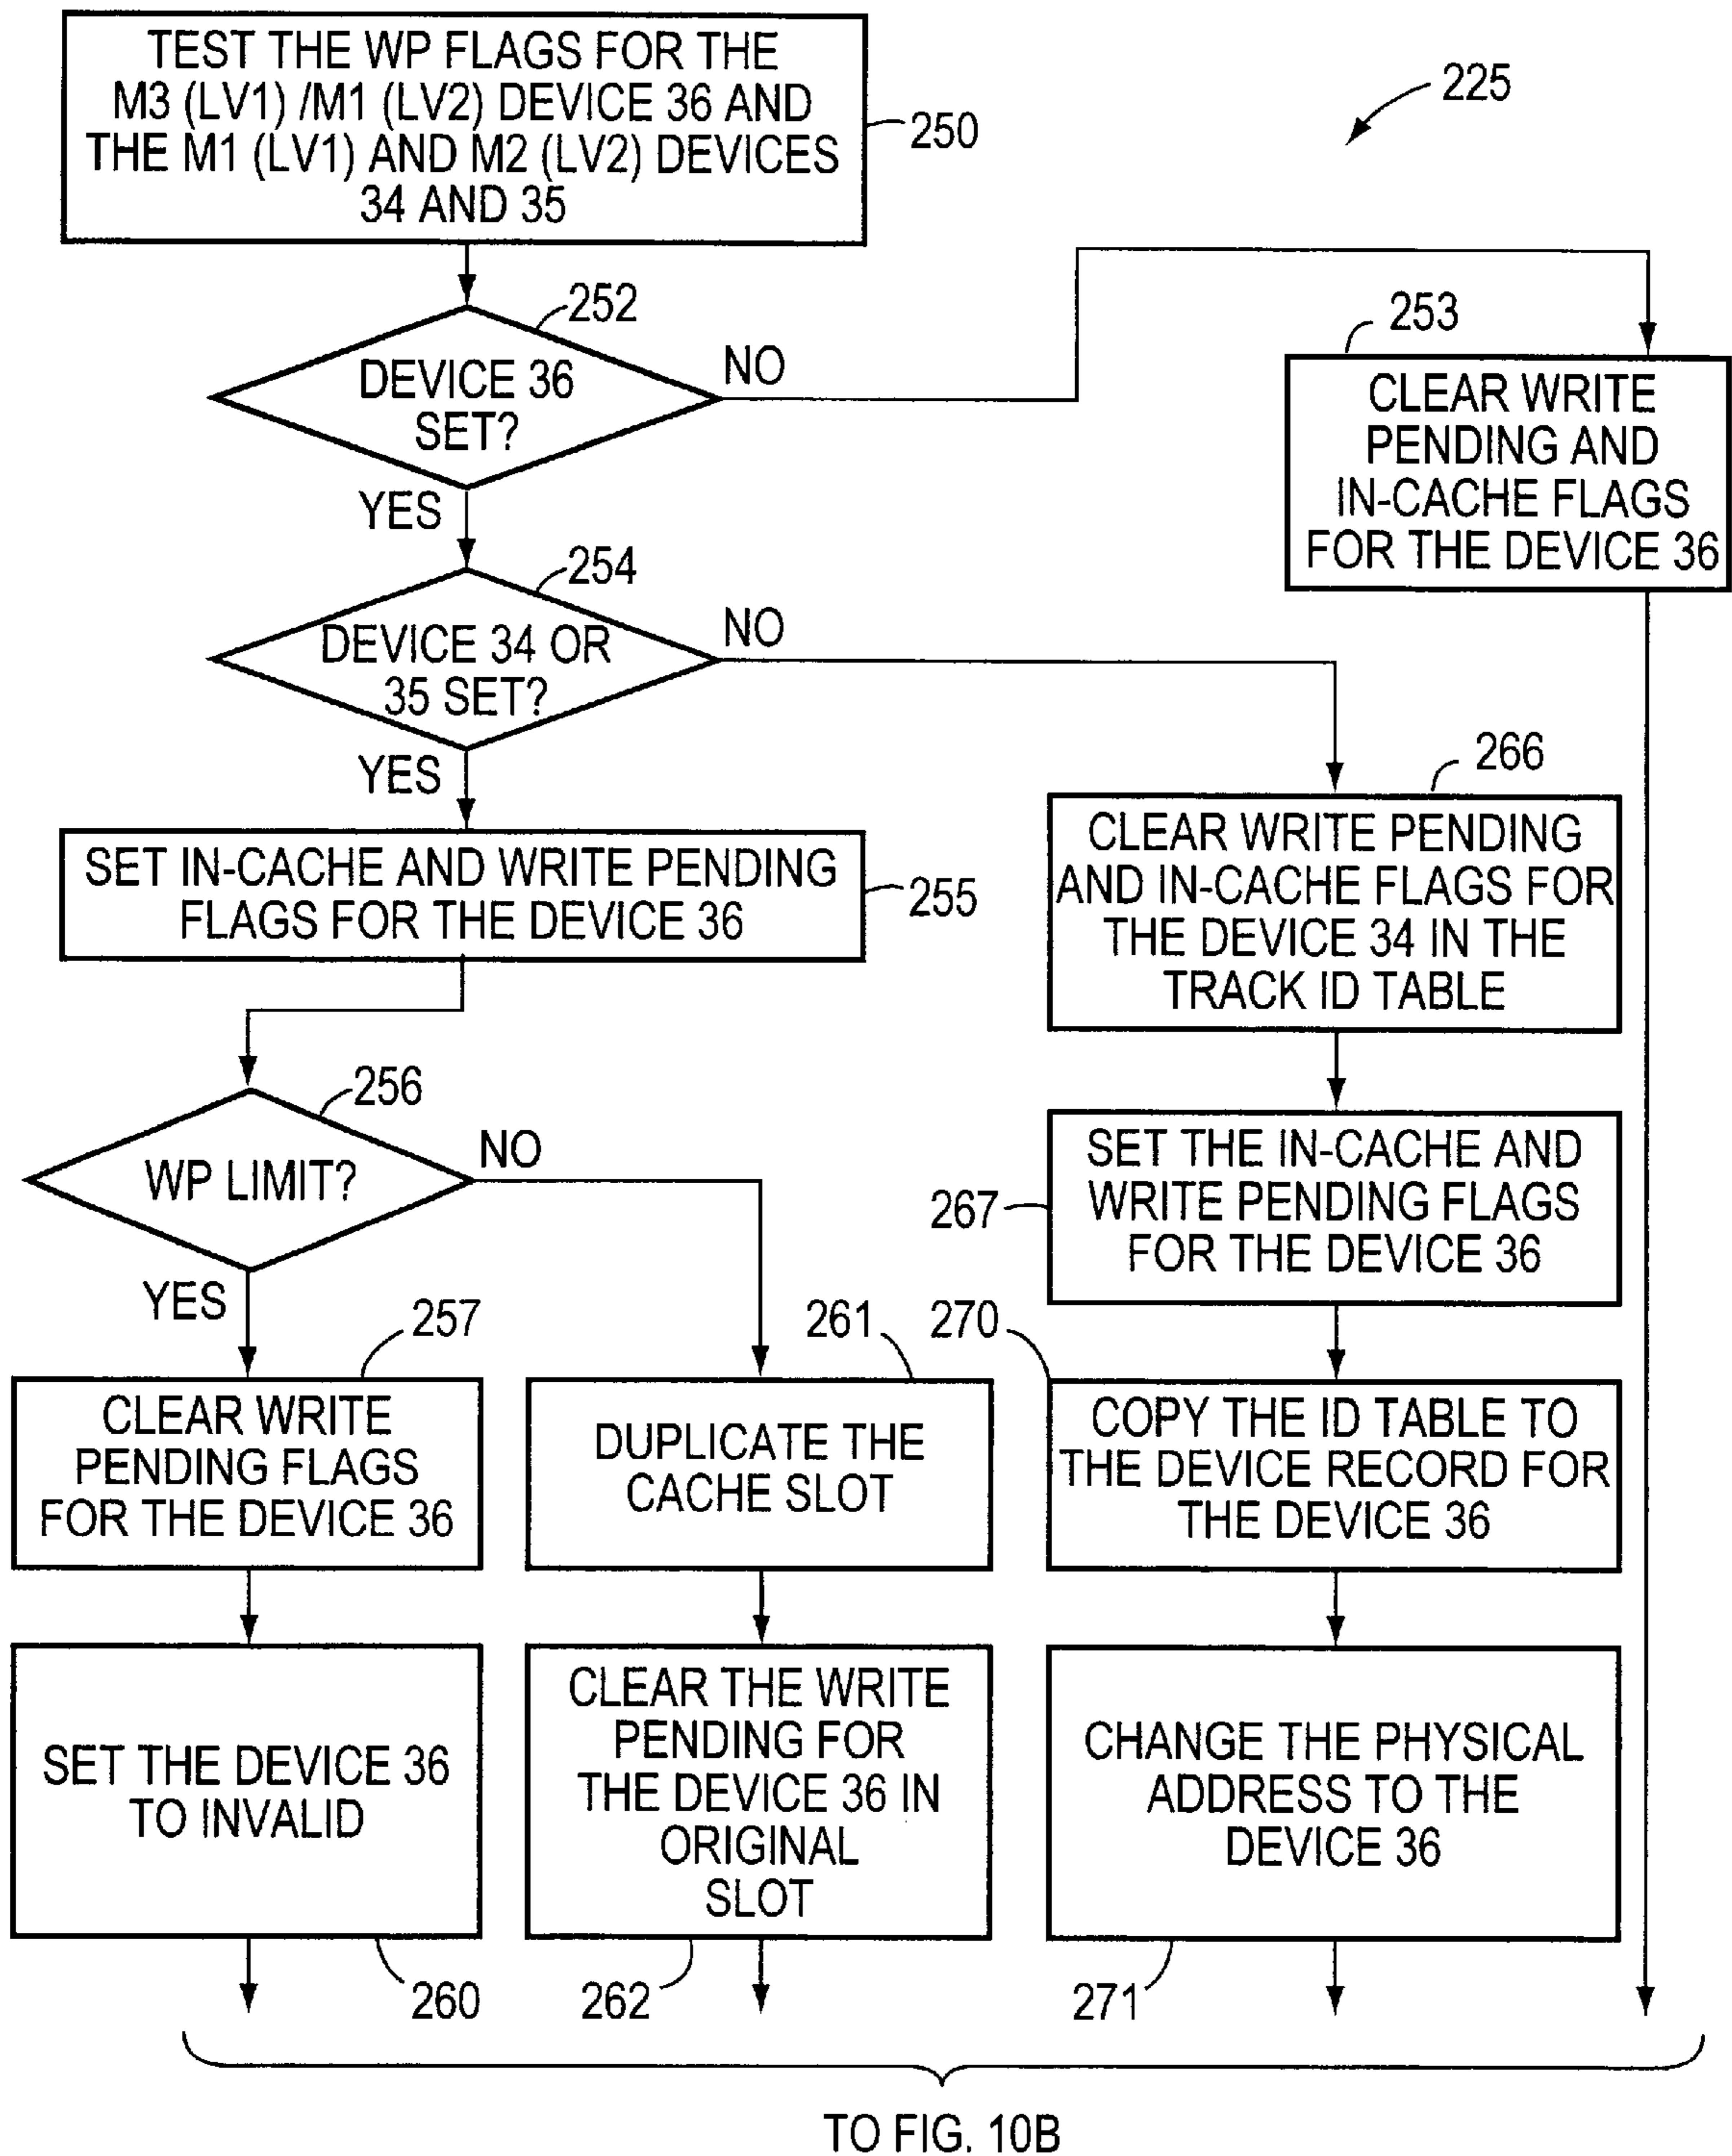 TEST THE WP FLAGS FOR THE
M3 (LV1) /M1 (LV2) DEVICE 36 AND
THE M1 (LV1) AND M2 (LV2) DEVICES
34 AND 35
250
225
252
DEVICE 36
SET?
NO
YES
253
CLEAR WRITE
PENDING AND
IN-CACHE FLAGS
FOR THE DEVICE 36
254
DEVICE 34 OR
35 SET?
NO
YES
SET IN-CACHE AND WRITE PENDING
FLAGS FOR THE DEVICE 36
255
266
CLEAR WRITE PENDING
AND IN-CACHE FLAGS FOR
THE DEVICE 34 IN THE
TRACK ID TABLE
256
WP LIMIT?
NO
YES
267
SET THE IN-CACHE AND
WRITE PENDING FLAGS
FOR THE DEVICE 36
257
CLEAR WRITE
PENDING FLAGS
FOR THE DEVICE 36
261
DUPLICATE THE
CACHE SLOT
270
COPY THE ID TABLE TO
THE DEVICE RECORD FOR
THE DEVICE 36
SET THE DEVICE 36
TO INVALID
260
CLEAR THE WRITE
PENDING FOR
THE DEVICE 36 IN
ORIGINAL
SLOT
262
CHANGE THE PHYSICAL
ADDRESS TO THE
DEVICE 36
271
TO FIG. 10B